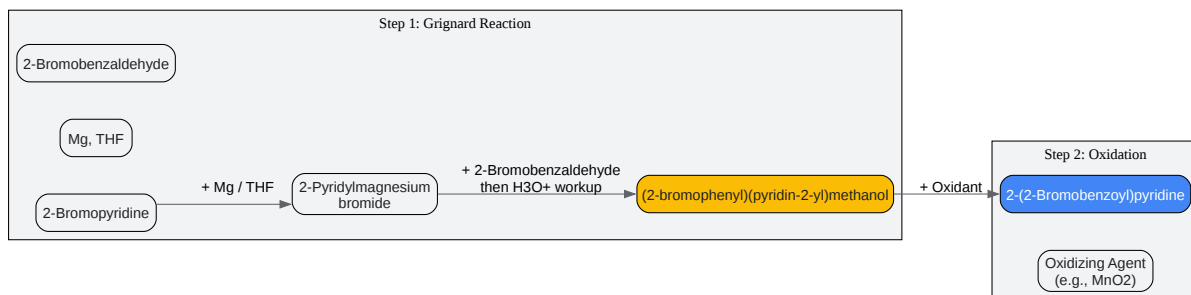 Step 1: Grignard Reaction
2-Bromobenzaldehyde
Mg, THF
2-Bromopyridine
+ Mg / THF
2-Pyridylmagnesium
bromide
+ 2-Bromobenzaldehyde
then H3O+ workup
(2-bromophenyl)(pyridin-2-yl)methanol
+ Oxidant
Step 2: Oxidation
2-(2-Bromobenzoyl)pyridine
Oxidizing Agent
(e.g., MnO2)